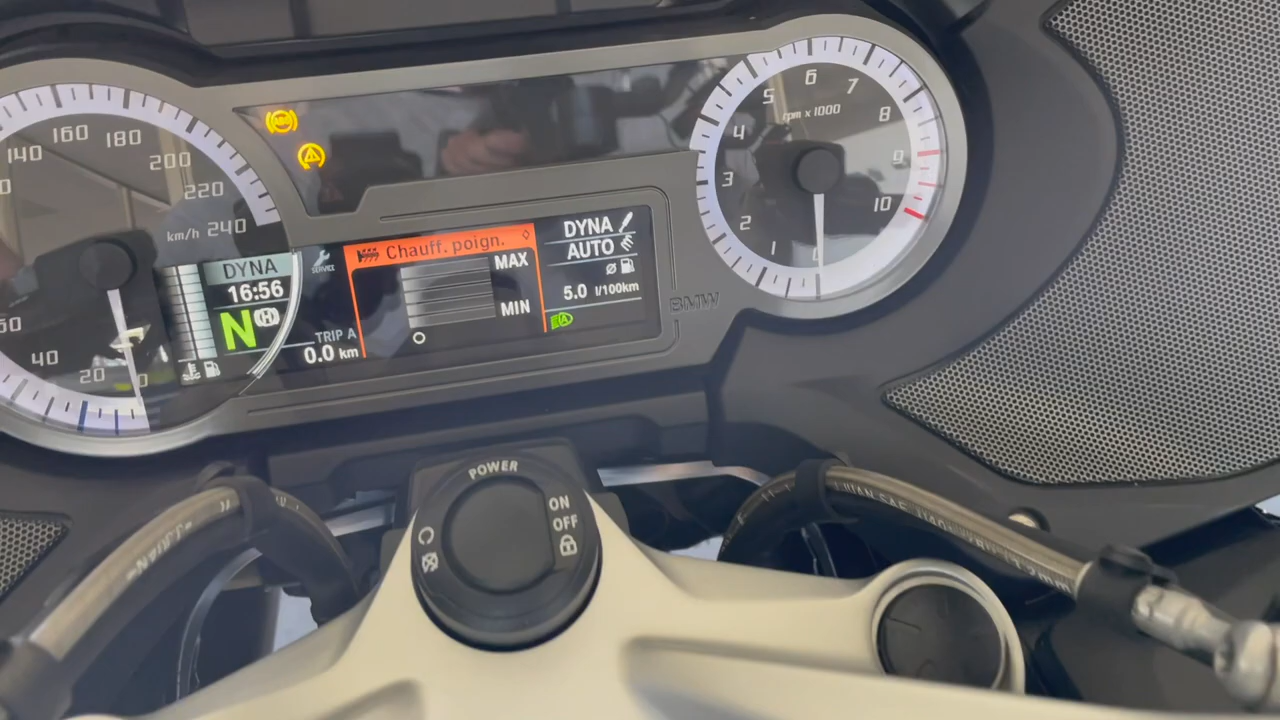 140
160
180
200
220
240
km/h
40
20
0
DYNA
16:56
N
SERVICE
TRIP A
0.0 km
Chauff. poign.
MAX
MIN
DYNA
AUTO
Ø
5.0 l/100km
ABS
BMW
1
2
3
4
5
6
7
8
9
10
rpm x 1000
POWER
ON
OFF